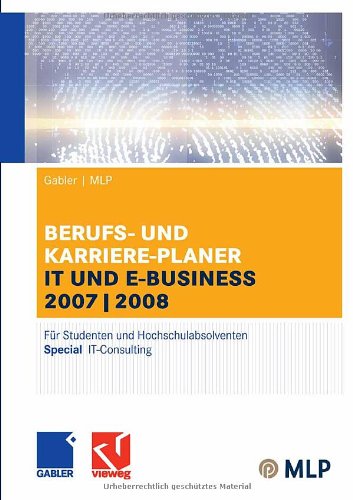 Urheberrechtlich geschütztes Material
Gabler | MLP
BERUFS- UND
KARRIERE-PLANER
IT UND E-BUSINESS
2007 | 2008
Für Studenten und Hochschulabsolventen
Special IT-Consulting
GABLER
vieweg
MLP
Urheberrechtlich geschütztes Material